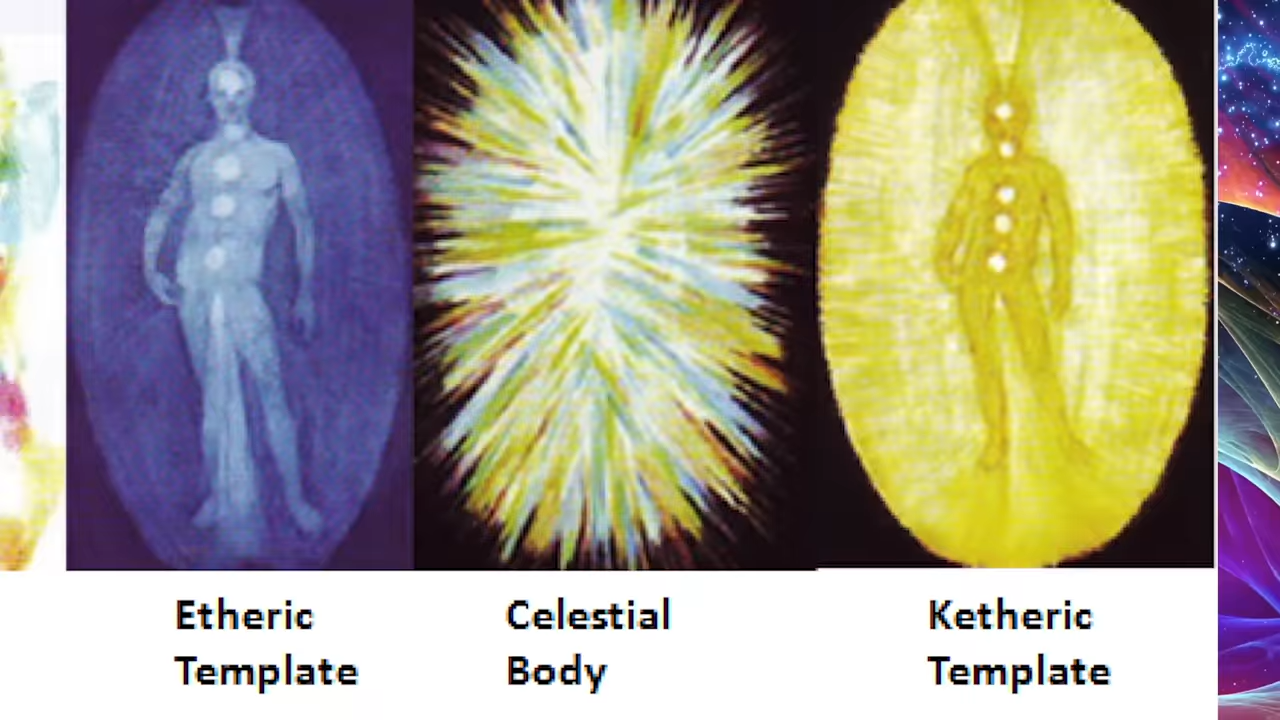 Etheric
Template
Celestial
Body
Ketheric
Template